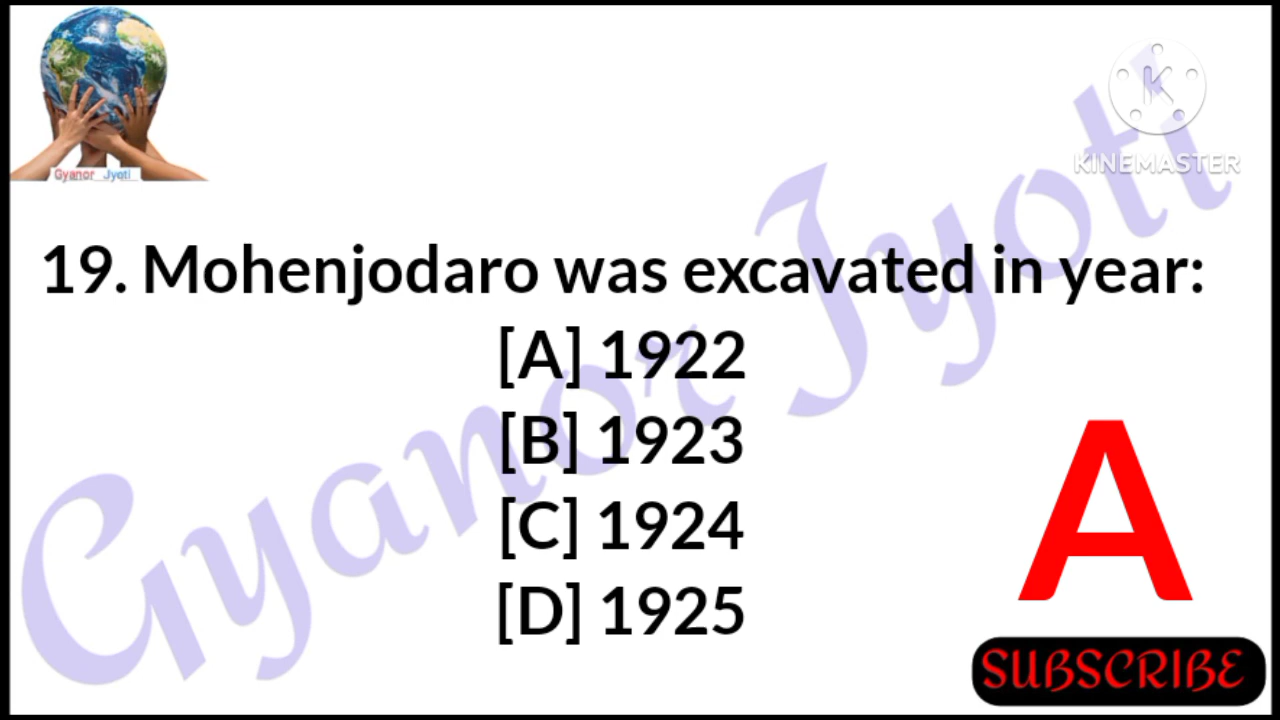 Gyanor Jyoti
K
KINEMASTER
19. Mohenjodaro was excavated in year:
[A] 1922
[B] 1923
[C] 1924
[D] 1925
A
SUBSCRIBE
Gyanor Jyoti